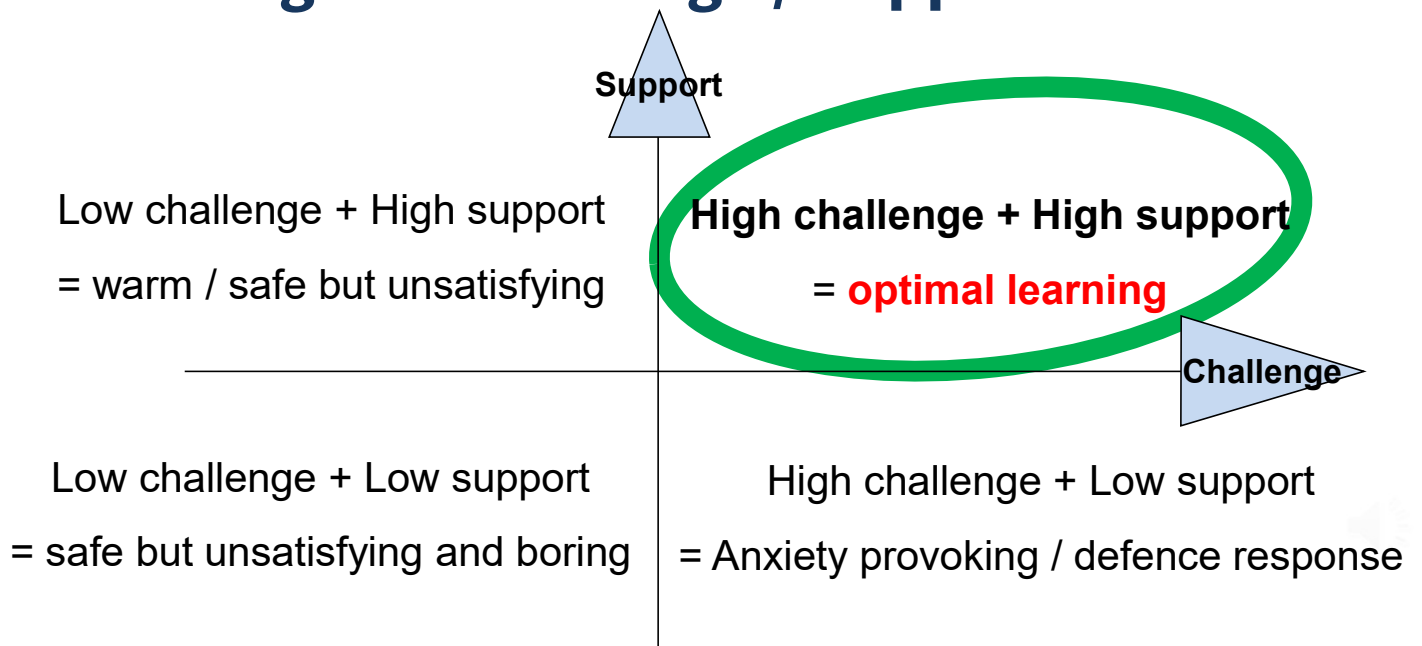 Support
Low challenge + High support
= warm / safe but unsatisfying
High challenge + High support
= optimal learning
Challenge
Low challenge + Low support
= safe but unsatisfying and boring
High challenge + Low support
= Anxiety provoking / defence response